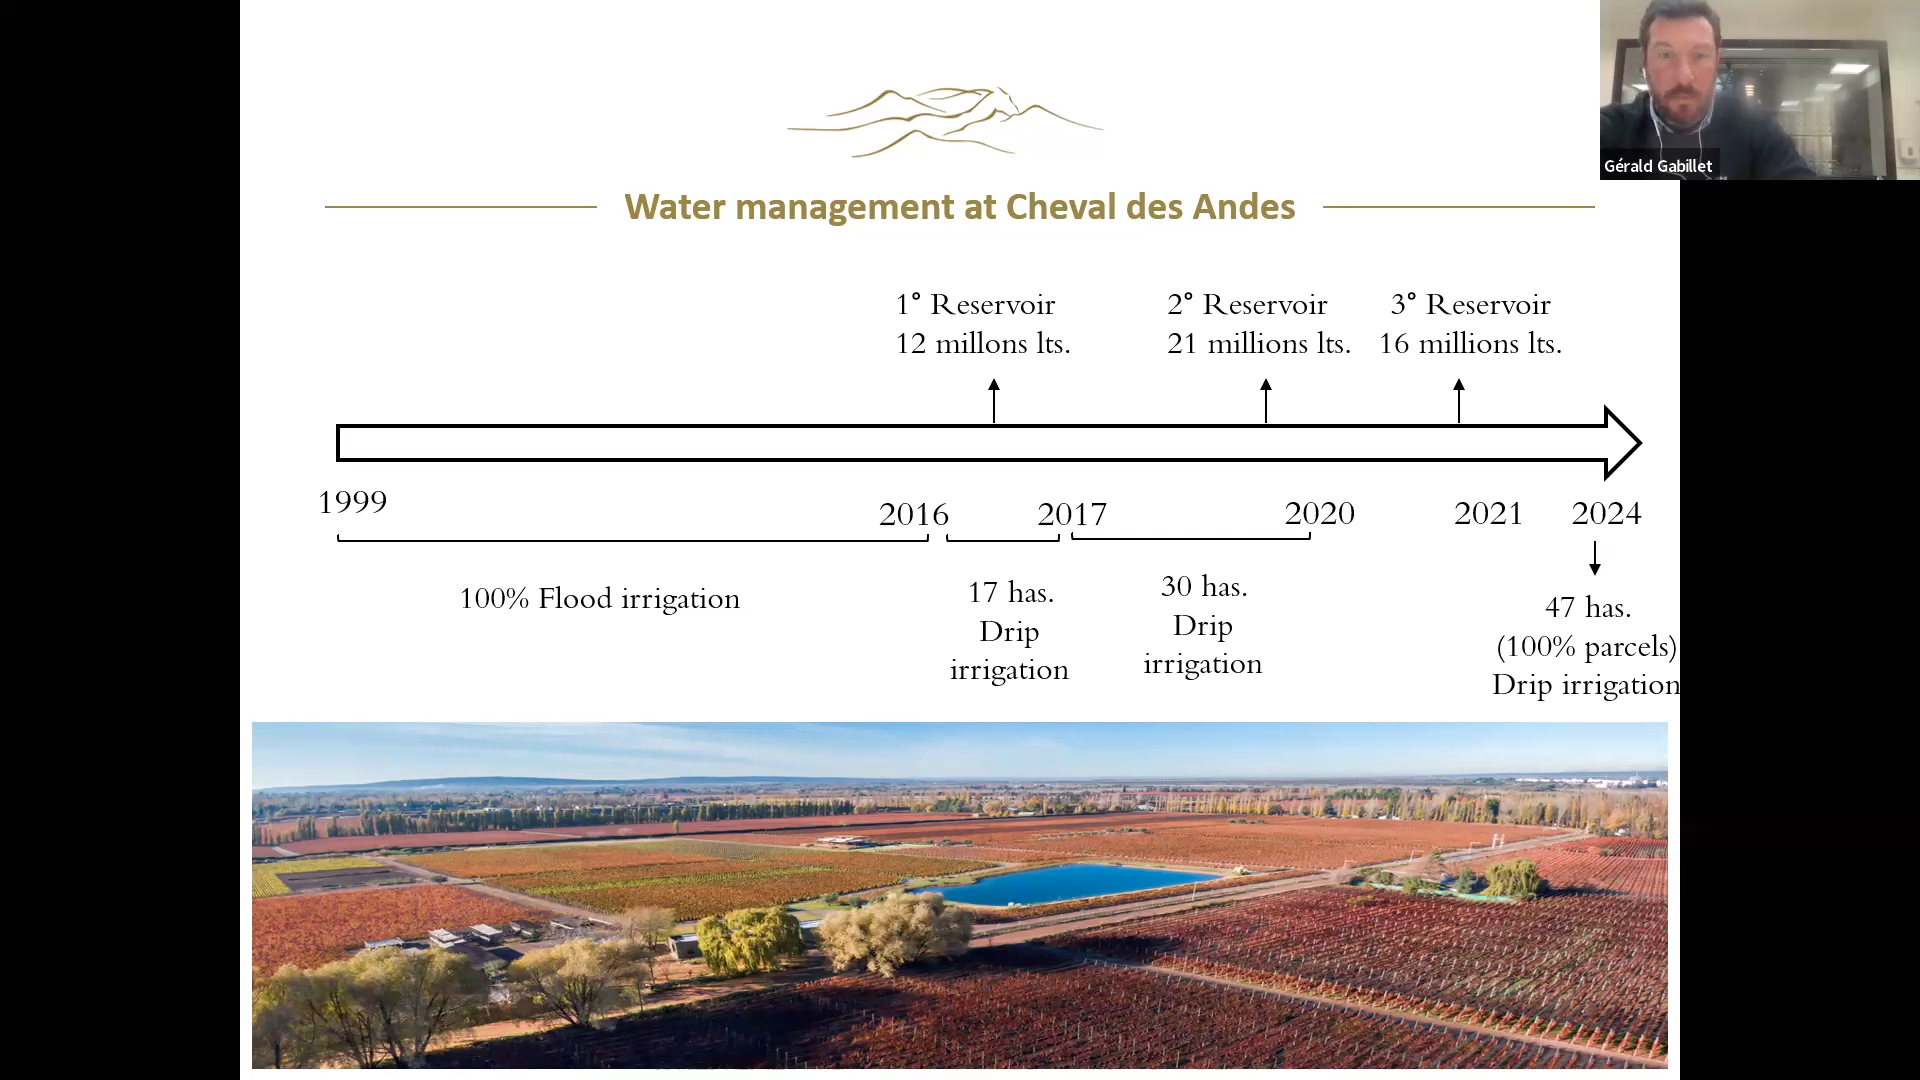 Gérald Gabillet
Water management at Cheval des Andes
1° Reservoir
12 millons lts.
2° Reservoir
21 millions lts.
3° Reservoir
16 millions lts.
1999
2016
2017
2020
2021
2024
100% Flood irrigation
17 has.
Drip
irrigation
30 has.
Drip
irrigation
47 has.
(100% parcels)
Drip irrigation